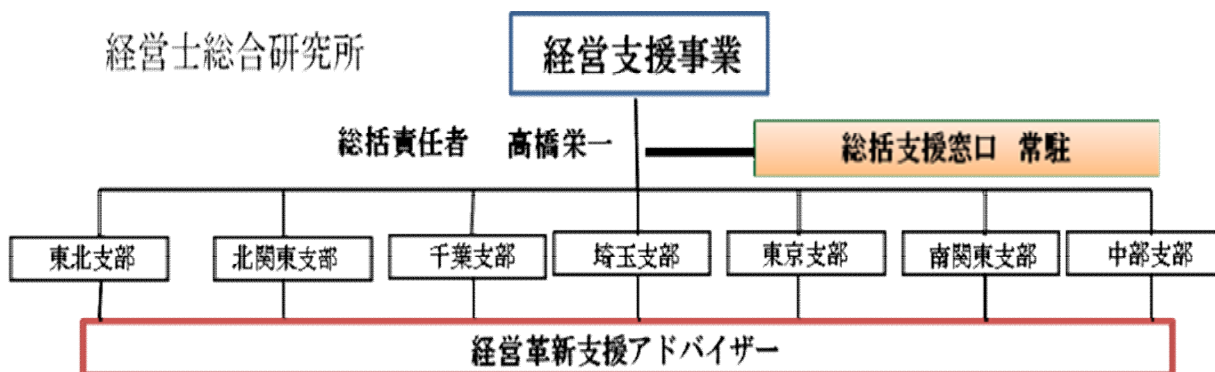 経営士総合研究所
経営支援事業
総括責任者 高橋栄一
総括支援窓口 常駐
東北支部
北関東支部
千葉支部
埼玉支部
東京支部
南関東支部
中部支部
経営革新支援アドバイザー